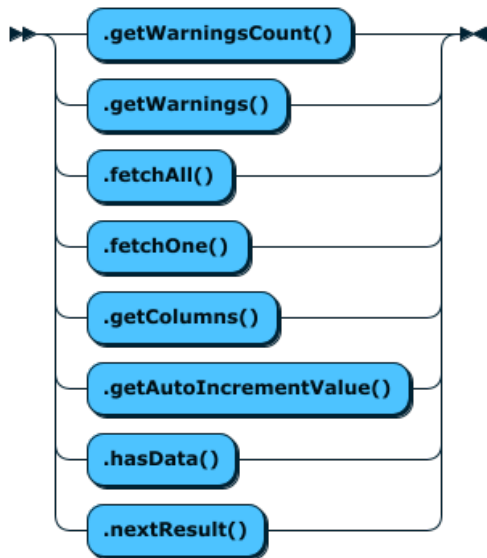 .getWarningsCount()
.getWarnings()
.fetchAll()
.fetchOne()
.getColumns()
.getAutoIncrementValue()
.hasData()
.nextResult()